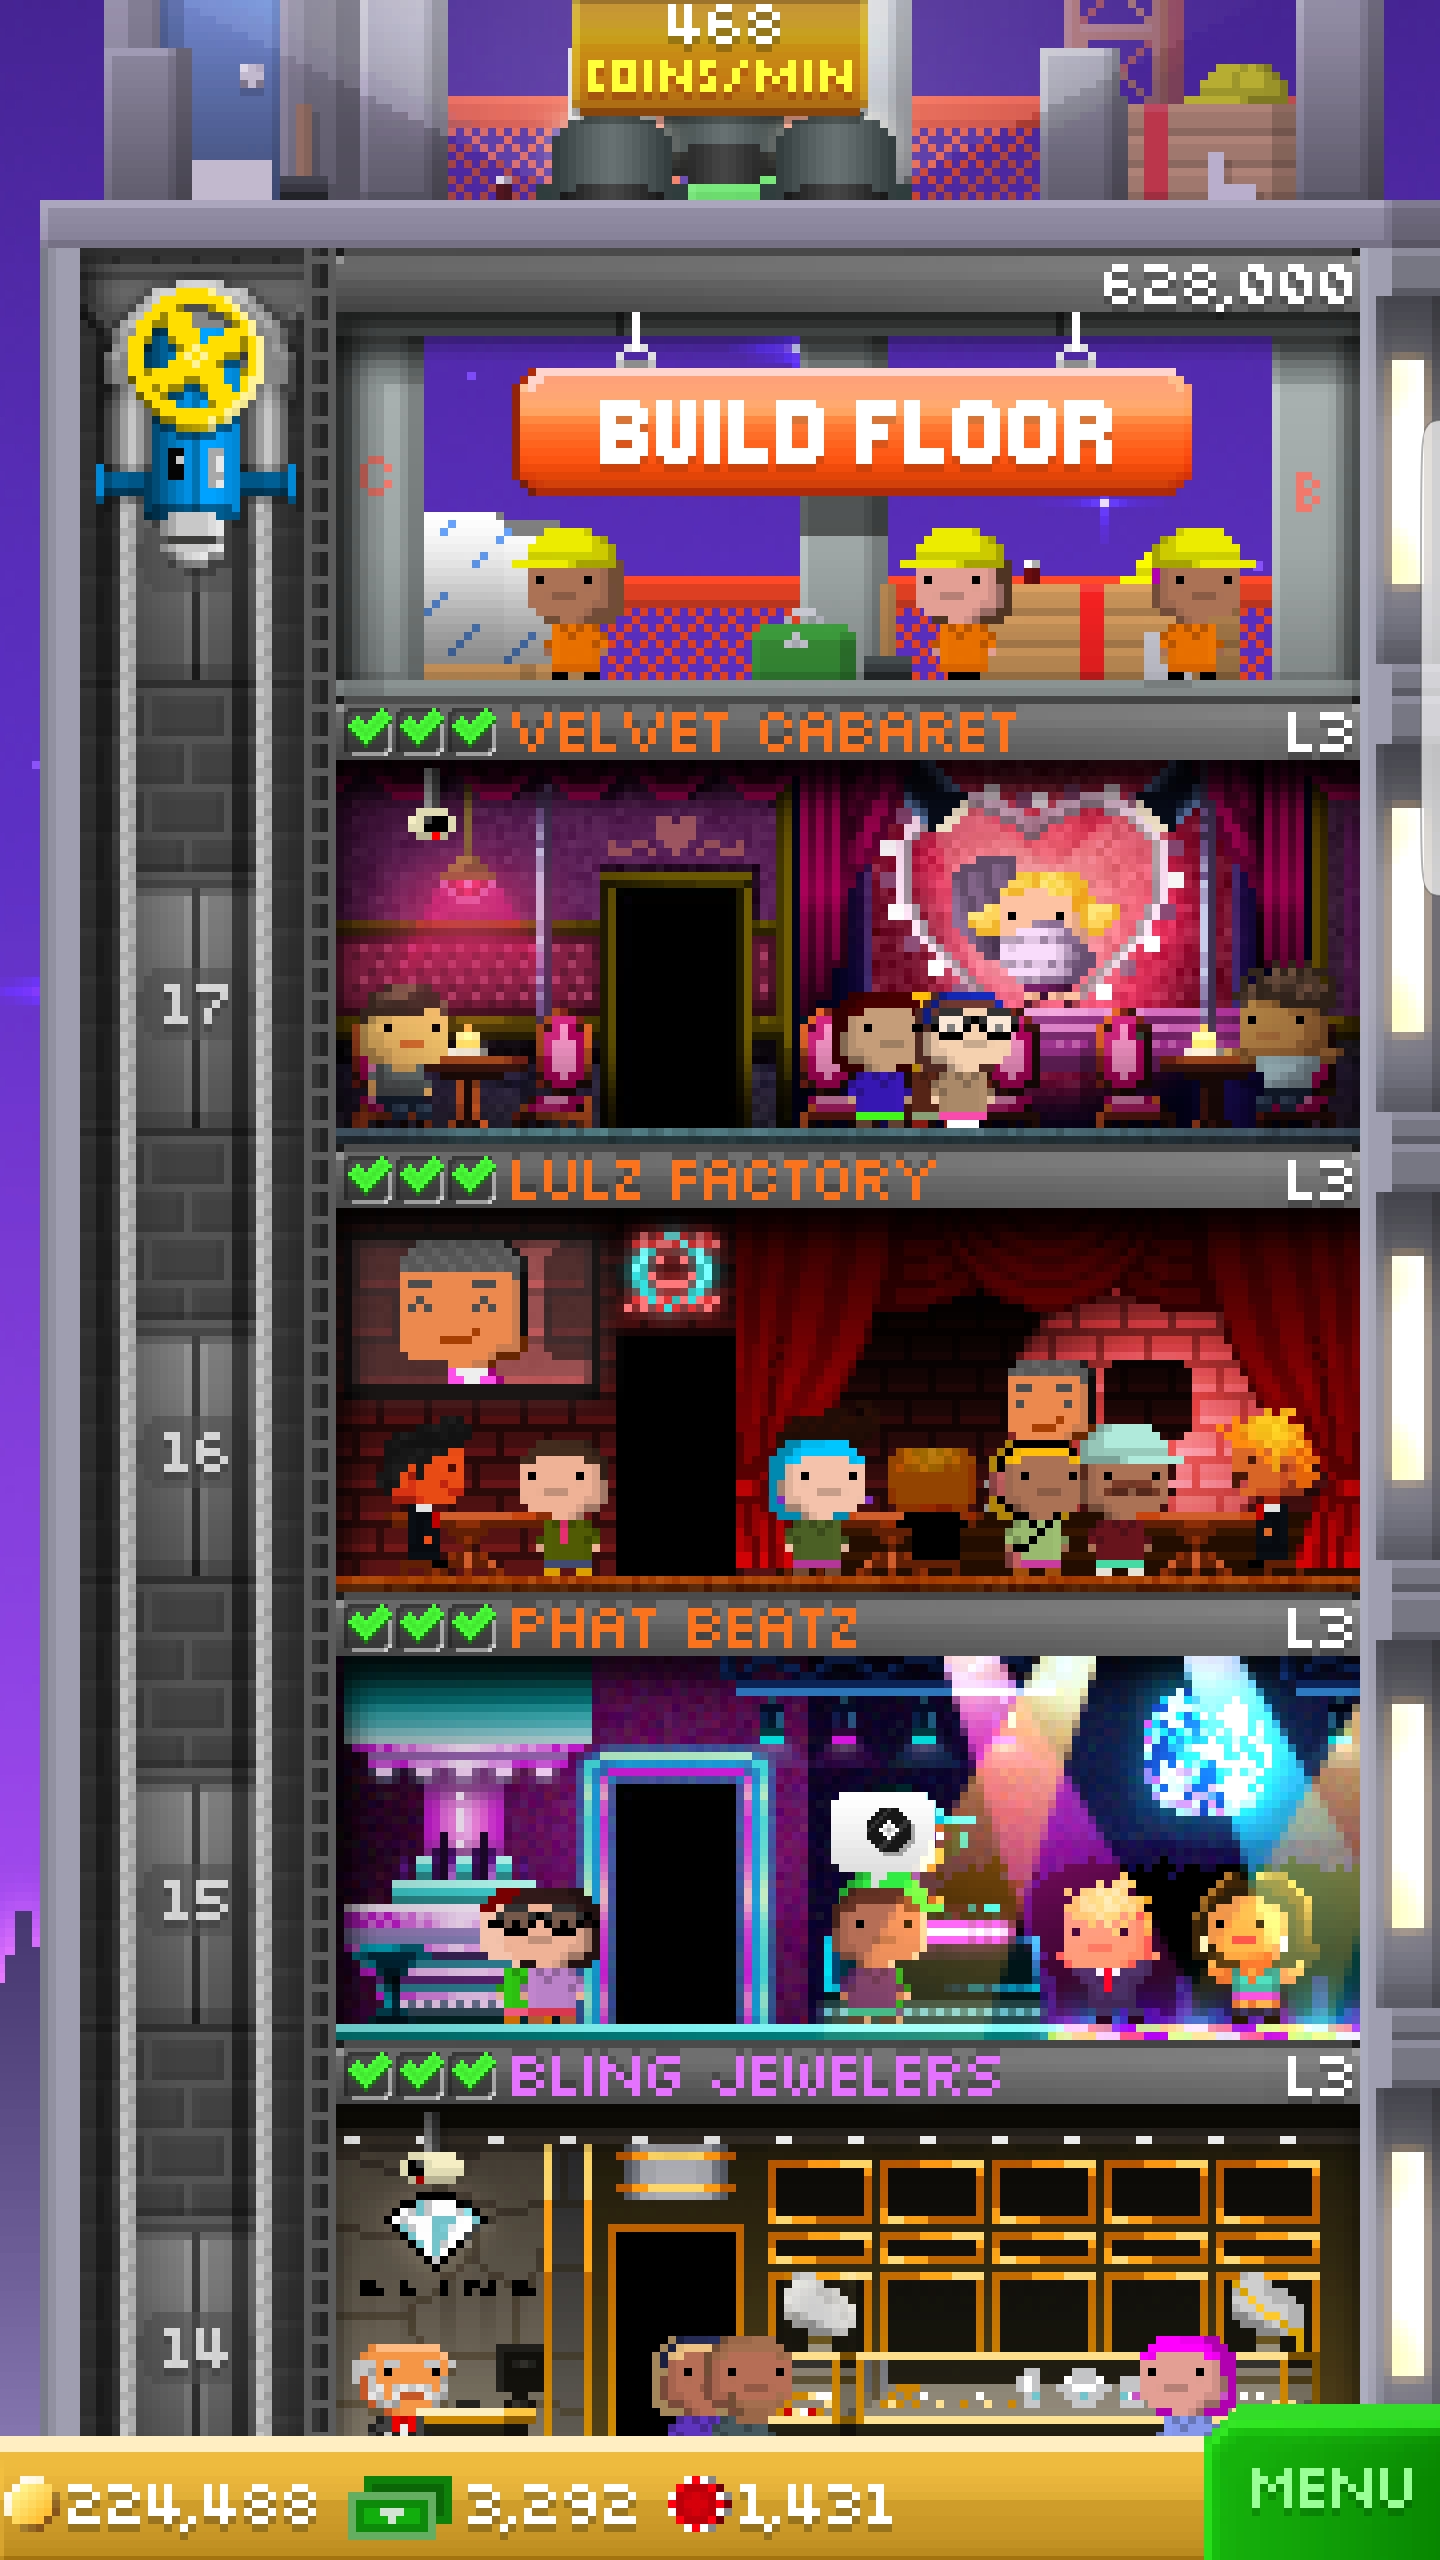 468
COINS/MIN
628,000
BUILD FLOOR
C
B
VELVET CABARET L3
17
LULZ FACTORY L3
16
PHAT BEATZ L3
15
BLING JEWELERS L3
BLING
14
224,488 3,292 1,431
MENU